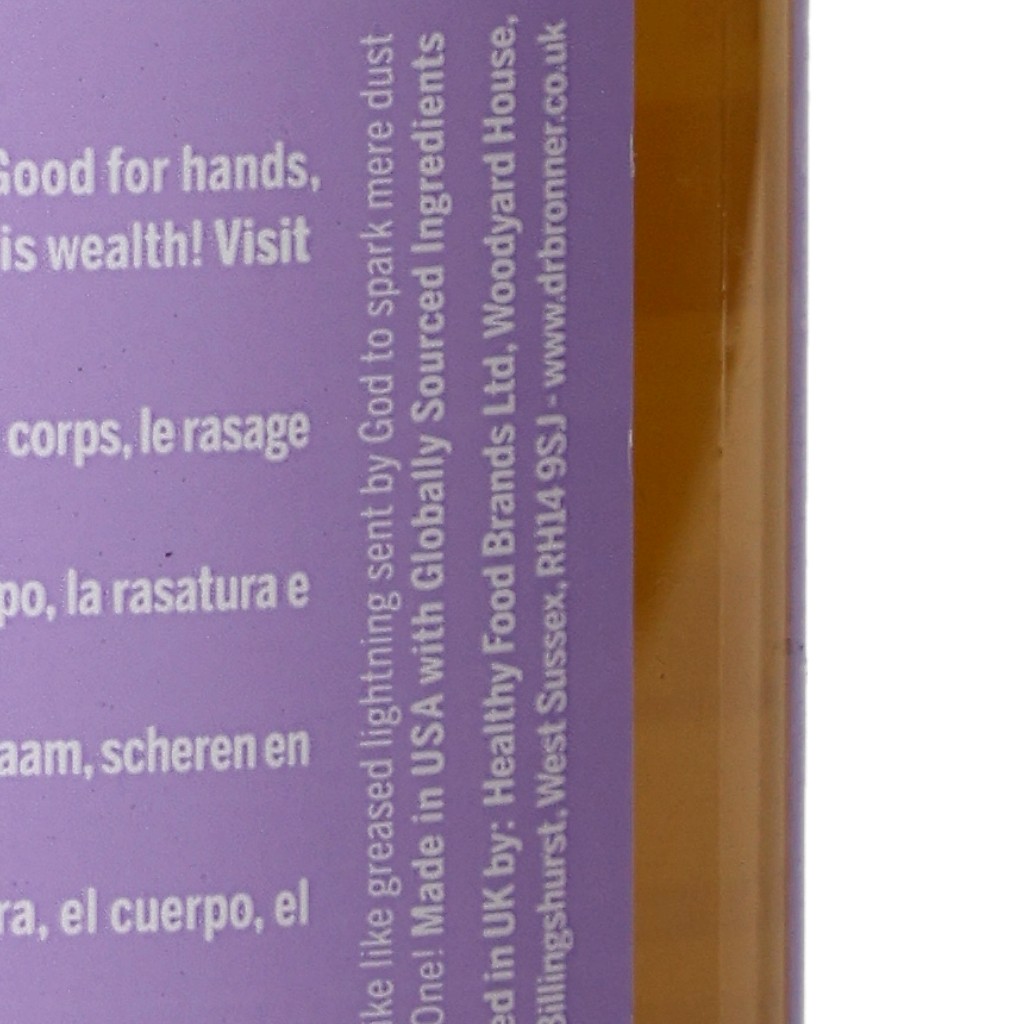 Good for hands,
is wealth! Visit
corps, le rasage
po, la rasatura e
aam, scheren en
ra, el cuerpo, el
ike like greased lightning sent by God to spark mere dust
One! Made in USA with Globally Sourced Ingredients
ed in UK by: Healthy Food Brands Ltd, Woodyard House,
Billingshurst, West Sussex, RH14 9SJ - www.drbronner.co.uk